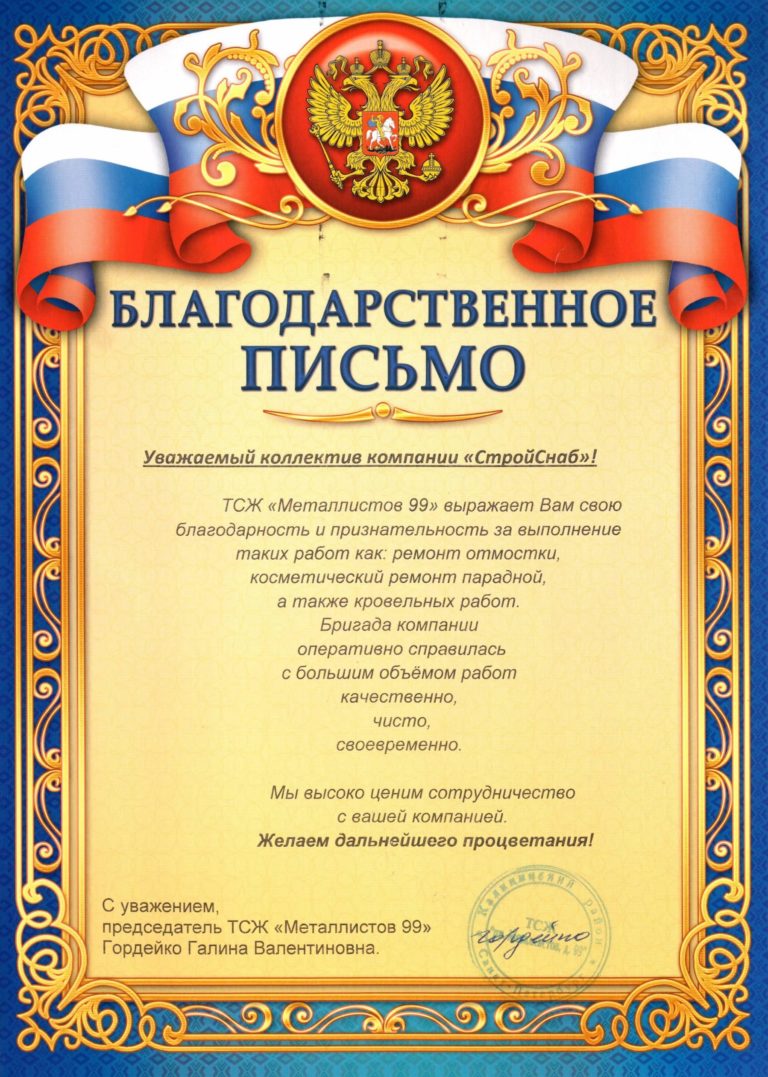 БЛАГОДАРСТВЕННОЕ
ПИСЬМО
Уважаемый коллектив компании «СтройСнаб»!
ТСЖ «Металлистов 99» выражает Вам свою
благодарность и признательность за выполнение
таких работ как: ремонт отмостки,
косметический ремонт парадной,
а также кровельных работ.
Бригада компании
оперативно справилась
с большим объёмом работ
качественно,
чисто,
своевременно.
Мы высоко ценим сотрудничество
с вашей компанией.
Желаем дальнейшего процветания!
С уважением,
председатель ТСЖ «Металлистов 99»
Гордейко Галина Валентиновна.
Калининский район
ТСЖ
Санкт-Петербург